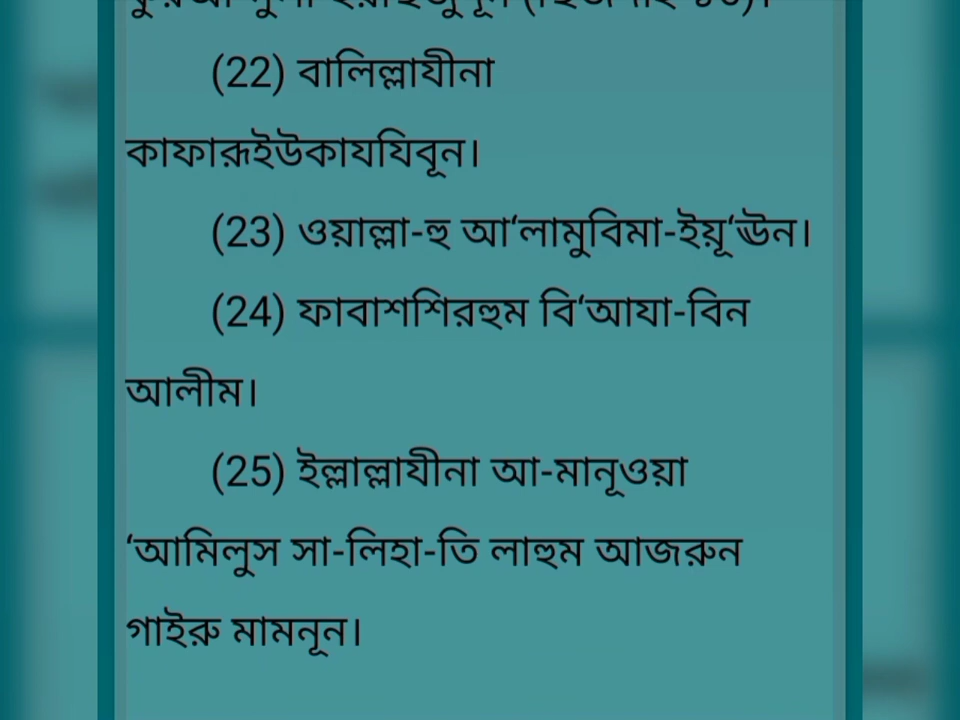 (22) বালিল্লাযীনা
কাফারূইউকাযযিবূন।
(23) ওয়াল্লা-হু আ‘লামুবিমা-ইয়ূ‘ঊন।
(24) ফাবাশশিরহুম বি‘আযা-বিন
আলীম।
(25) ইল্লাল্লাযীনা আ-মানূওয়া
‘আমিলুস সা-লিহা-তি লাহুম আজরুন
গাইরু মামনূন।